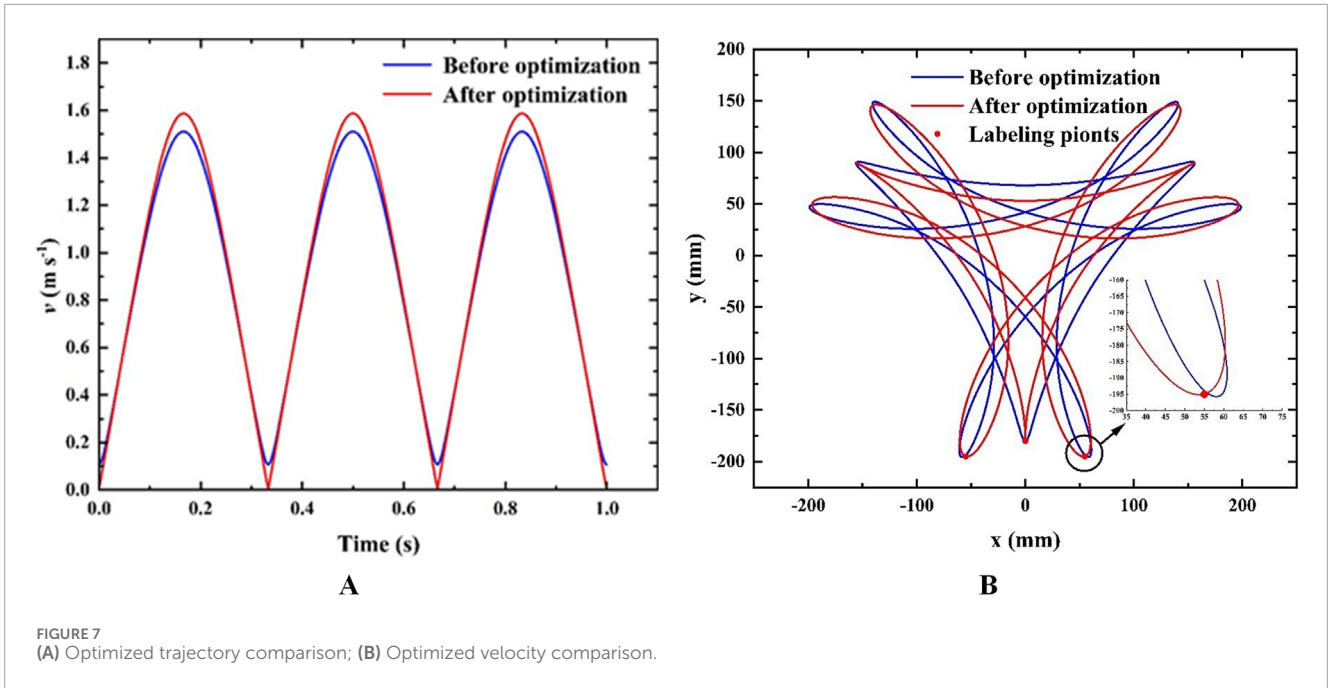 1.8
1.6
1.4
1.2
1.0
0.8
0.6
0.4
0.2
0.0
v (m s⁻¹)
Before optimization
After optimization
0.0 0.2 0.4 0.6 0.8 1.0
Time (s)
A
200
150
100
50
0
-50
-100
-150
-200
y (mm)
Before optimization
After optimization
Labeling pionts
-160
-165
-170
-175
-180
-185
-190
-195
-200
35 40 45 50 55 60 65 70 75
-200 -100 0 100 200
x (mm)
B
FIGURE 7
(A) Optimized trajectory comparison; (B) Optimized velocity comparison.